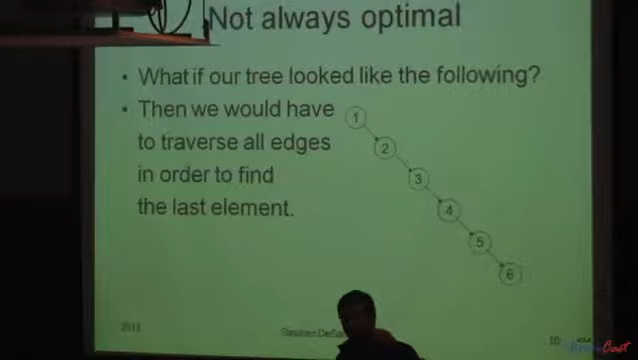 Not always optimal
• What if our tree looked like the following?
• Then we would have
to traverse all edges
in order to find
the last element.
1
2
3
4
5
6
10